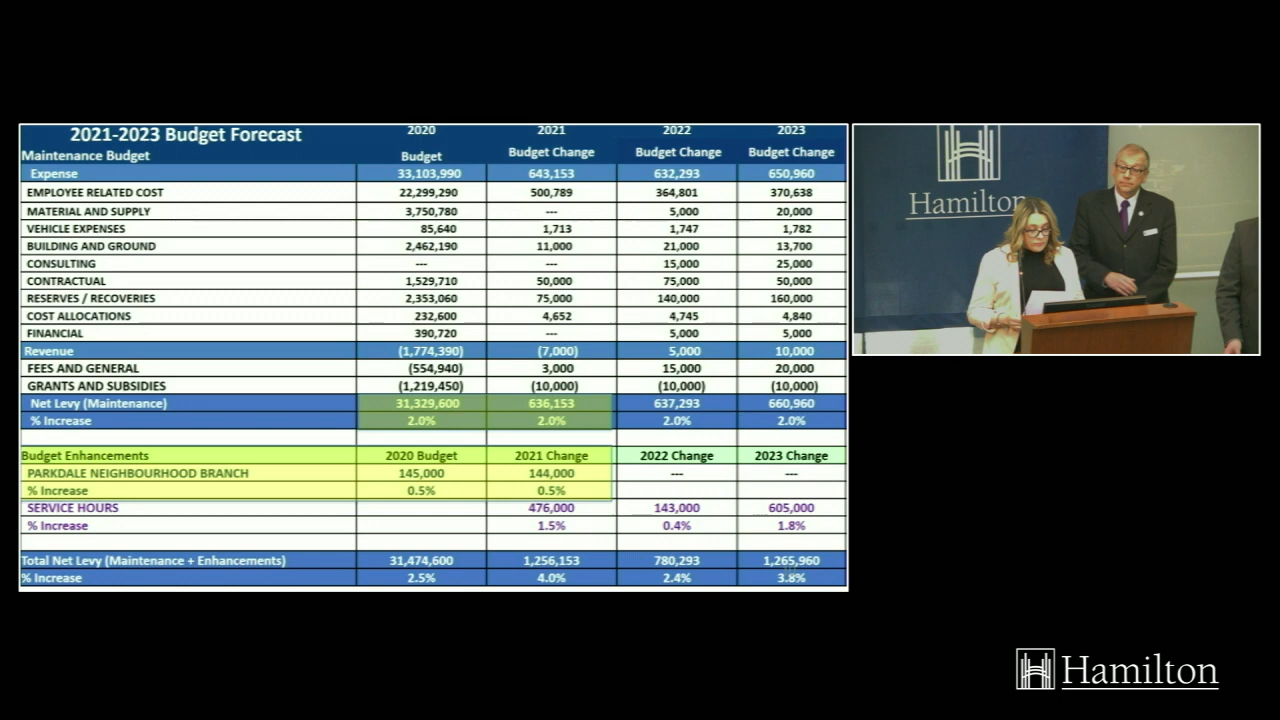 2021-2023 Budget Forecast 2020 2021 2022 2023
Maintenance Budget Budget Budget Change Budget Change Budget Change
Expense 33,103,990 643,153 632,293 650,960
EMPLOYEE RELATED COST 22,299,290 500,789 364,801 370,638
MATERIAL AND SUPPLY 3,750,780 --- 5,000 20,000
VEHICLE EXPENSES 85,640 1,713 1,747 1,782
BUILDING AND GROUND 2,462,190 11,000 21,000 13,700
CONSULTING --- --- 15,000 25,000
CONTRACTUAL 1,529,710 50,000 75,000 50,000
RESERVES / RECOVERIES 2,353,060 75,000 140,000 160,000
COST ALLOCATIONS 232,600 4,652 4,745 4,840
FINANCIAL 390,720 --- 5,000 5,000
Revenue (1,774,390) (7,000) 5,000 10,000
FEES AND GENERAL (554,940) 3,000 15,000 20,000
GRANTS AND SUBSIDIES (1,219,450) (10,000) (10,000) (10,000)
Net Levy (Maintenance) 31,329,600 636,153 637,293 660,960
% Increase 2.0% 2.0% 2.0% 2.0%
Budget Enhancements 2020 Budget 2021 Change 2022 Change 2023 Change
PARKDALE NEIGHBOURHOOD BRANCH 145,000 144,000 --- ---
% Increase 0.5% 0.5%
SERVICE HOURS 476,000 143,000 605,000
% Increase 1.5% 0.4% 1.8%
Total Net Levy (Maintenance + Enhancements) 31,474,600 1,256,153 780,293 1,265,960
% Increase 2.5% 4.0% 2.4% 3.8%
Hamilton
Hamilton